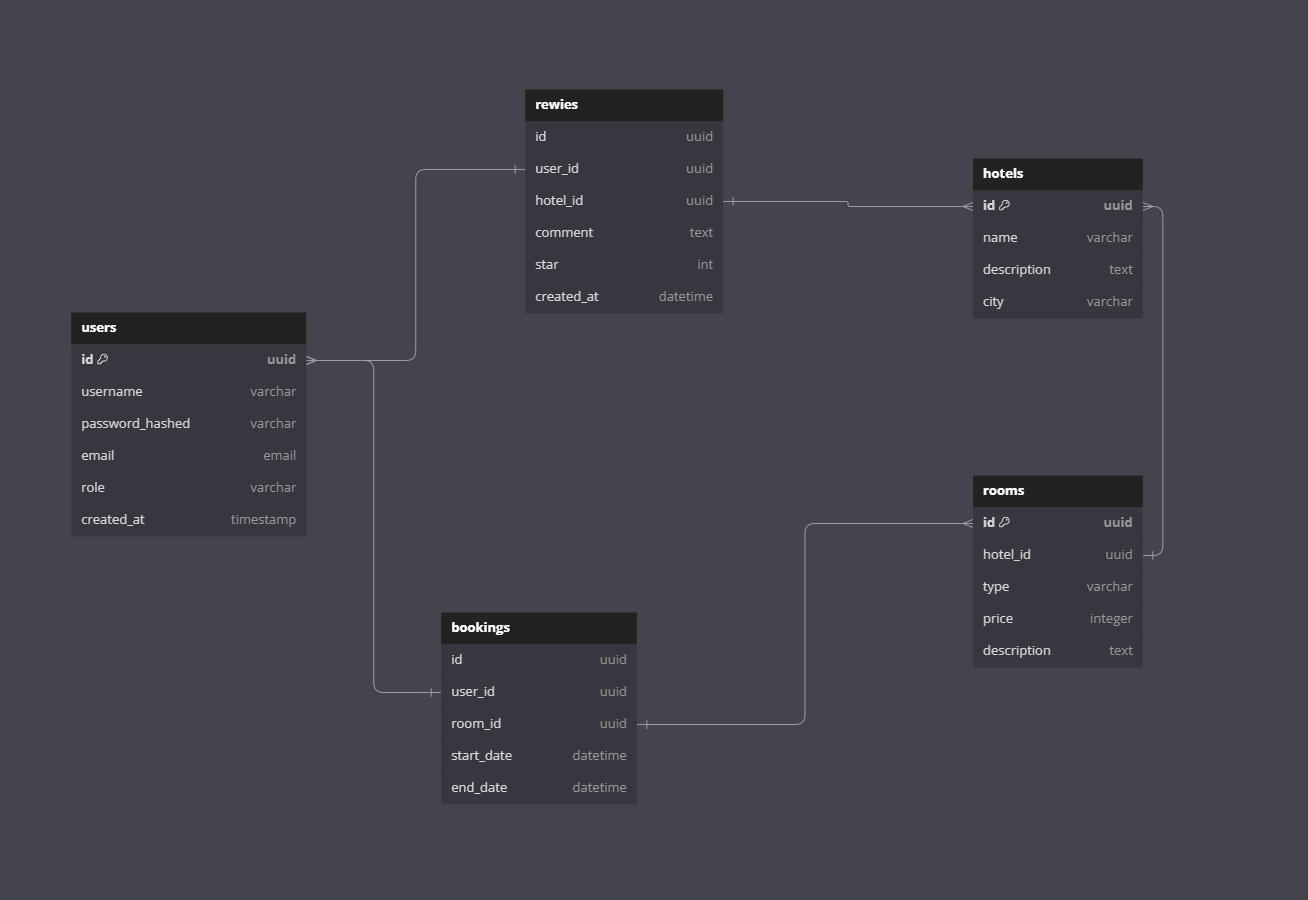 rewies
id uuid
user_id uuid
hotel_id uuid
comment text
star int
created_at datetime
hotels
id uuid
name varchar
description text
city varchar
users
id uuid
username varchar
password_hashed varchar
email email
role varchar
created_at timestamp
rooms
id uuid
hotel_id uuid
type varchar
price integer
description text
bookings
id uuid
user_id uuid
room_id uuid
start_date datetime
end_date datetime